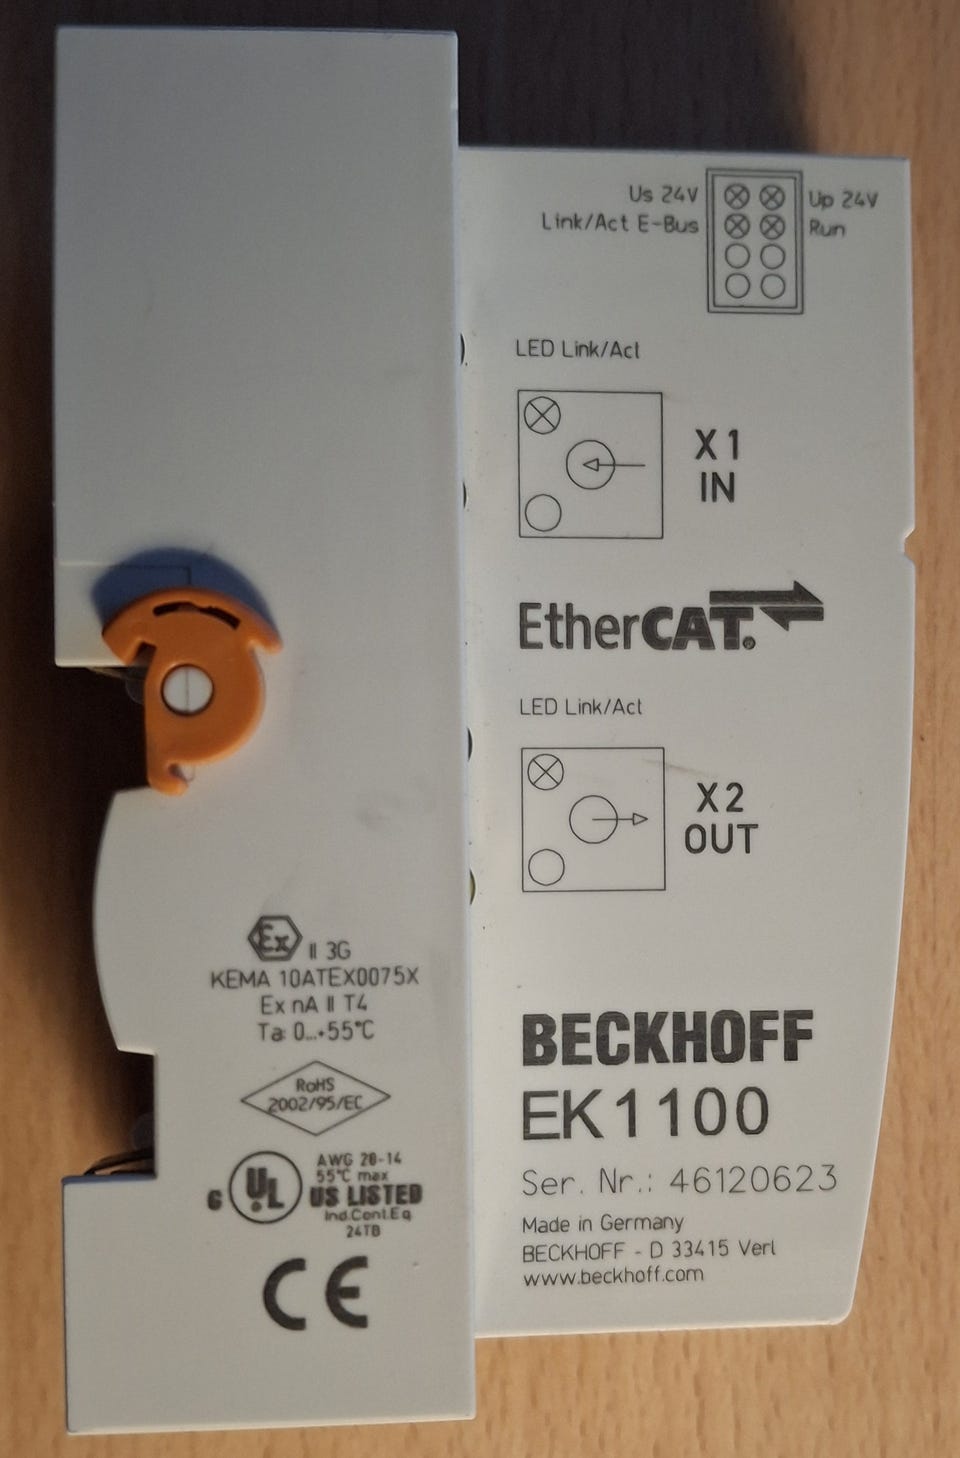 Us 24V
Up 24V
Link/Act E-Bus
Run
LED Link/Act
X1
IN
EtherCAT.
LED Link/Act
X2
OUT
Ex II 3G
KEMA 10ATEX0075X
Ex nA II T4
Ta: 0...+55°C
RoHS
2002/95/EC
AWG 28-14
55°C max
c UL US LISTED
Ind.Cont.Eq
24TB
CE
BECKHOFF
EK1100
Ser. Nr.: 46120623
Made in Germany
BECKHOFF - D 33415 Verl
www.beckhoff.com